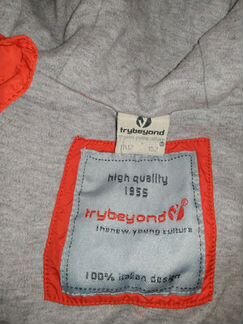 trybeyond
high quality
1955
trybeyond
thenew young culture
100% italian design